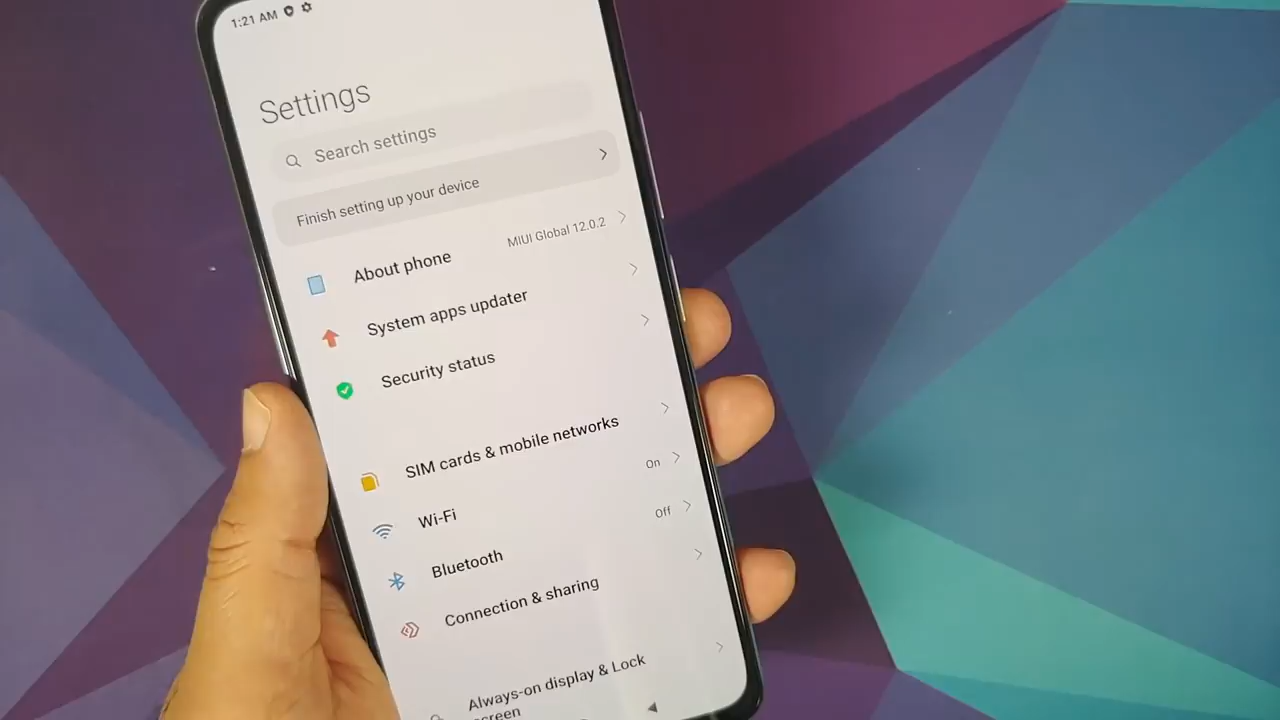 1:21 AM
Settings
Search settings
Finish setting up your device
About phone MIUI Global 12.0.2
System apps updater
Security status
SIM cards & mobile networks
Wi-Fi On
Bluetooth Off
Connection & sharing
Always-on display & Lock
screen